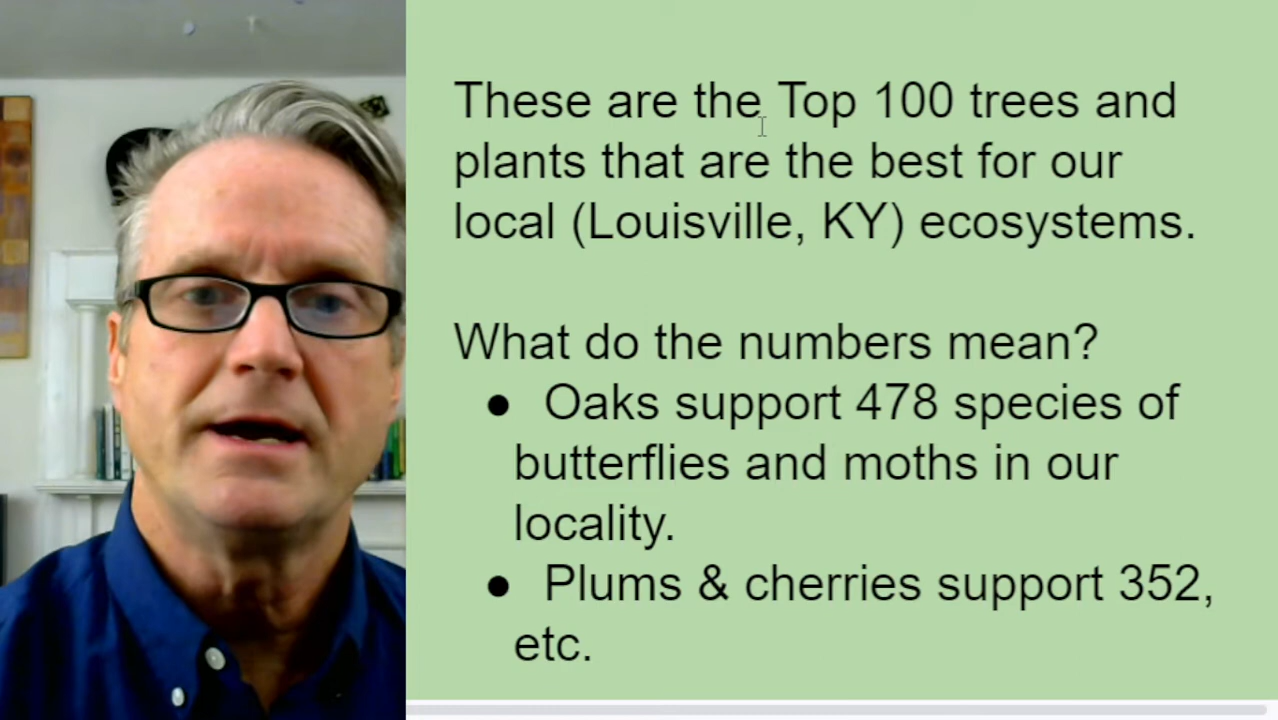 These are the Top 100 trees and
plants that are the best for our
local (Louisville, KY) ecosystems.
What do the numbers mean?
● Oaks support 478 species of
butterflies and moths in our
locality.
● Plums & cherries support 352,
etc.